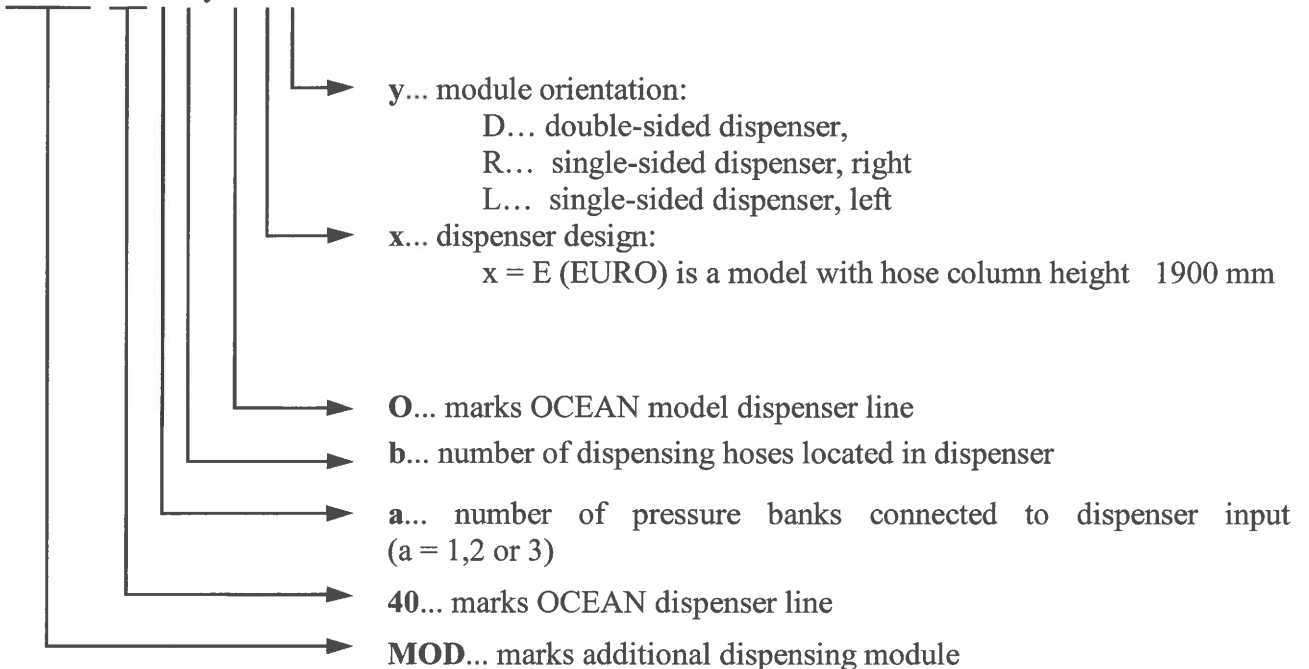 y... module orientation:
D... double-sided dispenser,
R... single-sided dispenser, right
L... single-sided dispenser, left
x... dispenser design:
x = E (EURO) is a model with hose column height 1900 mm
O... marks OCEAN model dispenser line
b... number of dispensing hoses located in dispenser
a... number of pressure banks connected to dispenser input
(a = 1,2 or 3)
40... marks OCEAN dispenser line
MOD... marks additional dispensing module